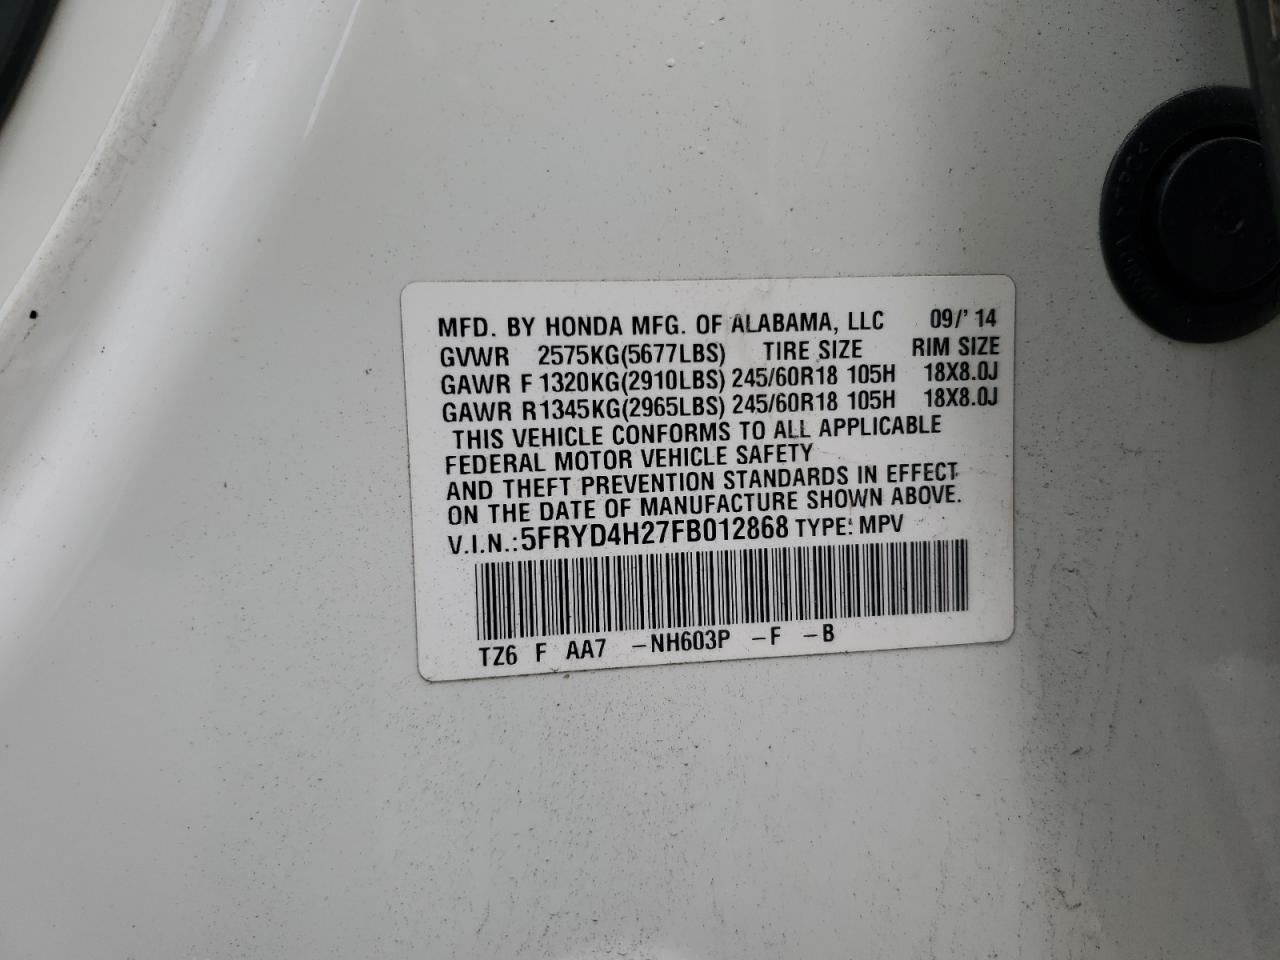 MFD. BY HONDA MFG. OF ALABAMA, LLC 09/'14
GVWR 2575KG(5677LBS) TIRE SIZE RIM SIZE
GAWR F 1320KG(2910LBS) 245/60R18 105H 18X8.0J
GAWR R1345KG(2965LBS) 245/60R18 105H 18X8.0J
THIS VEHICLE CONFORMS TO ALL APPLICABLE
FEDERAL MOTOR VEHICLE SAFETY
AND THEFT PREVENTION STANDARDS IN EFFECT
ON THE DATE OF MANUFACTURE SHOWN ABOVE.
V.I.N.: 5FRYD4H27FB012868 TYPE: MPV
TZ6 F AA7 -NH603P -F -B